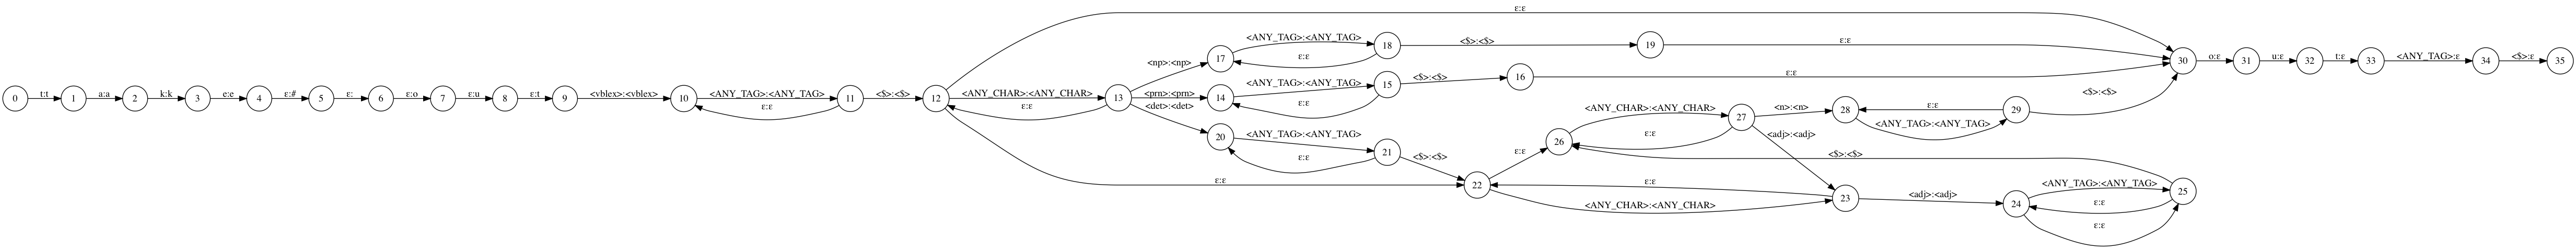 ε:ε
<ANY_TAG>:<ANY_TAG> <$>:<$> ε:ε
17 18 19 30 o:ε 31 u:ε 32 t:ε 33 <ANY_TAG>:ε 34 <$>:ε 35
<np>:<np> ε:ε
<ANY_TAG>:<ANY_TAG> <$>:<$> 16 ε:ε
0 t:t 1 a:a 2 k:k 3 e:e 4 ε:# 5 ε: 6 ε:o 7 ε:u 8 ε:t 9 <vblex>:<vblex> 10 <ANY_TAG>:<ANY_TAG> 11 <$>:<$> 12 <ANY_CHAR>:<ANY_CHAR> 13 <prn>:<prn> 14 15
ε:ε ε:ε <det>:<det> ε:ε <$>:<$>
<ANY_CHAR>:<ANY_CHAR> 27 <n>:<n> 28 ε:ε 29
<ANY_TAG>:<ANY_TAG>
20 <ANY_TAG>:<ANY_TAG> 21 26 ε:ε <adj>:<adj>
ε:ε <$>:<$> ε:ε <$>:<$>
ε:ε 22 ε:ε 23 <adj>:<adj> 24 <ANY_TAG>:<ANY_TAG> 25
<ANY_CHAR>:<ANY_CHAR> ε:ε
ε:ε